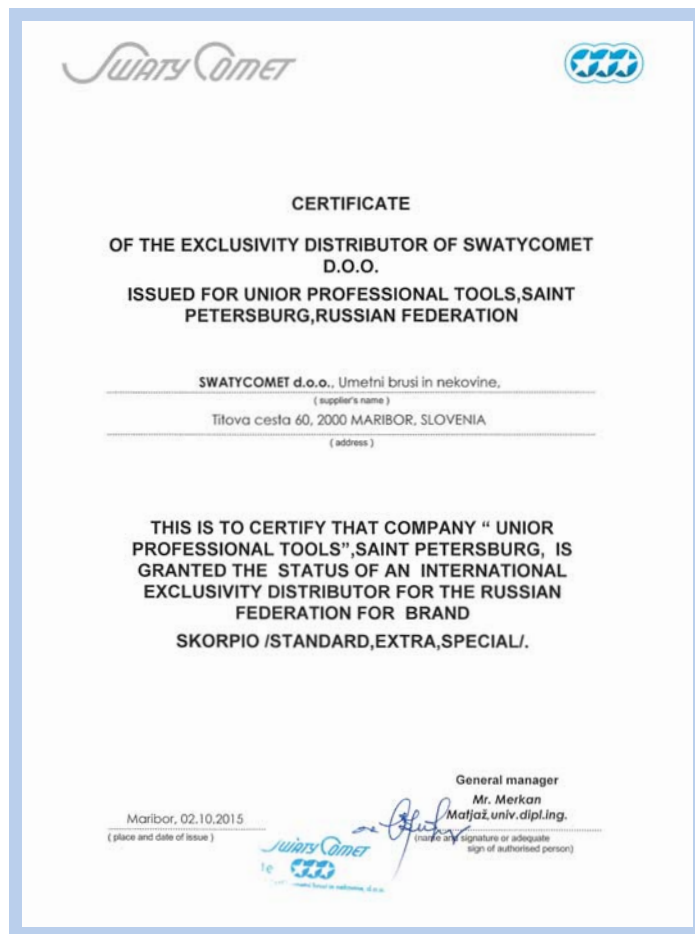 Swaty Comet
CERTIFICATE
OF THE EXCLUSIVITY DISTRIBUTOR OF SWATYCOMET
D.O.O.
ISSUED FOR UNIOR PROFESSIONAL TOOLS,SAINT
PETERSBURG,RUSSIAN FEDERATION
SWATYCOMET d.o.o., Umetni brusi in nekovine,
( supplier's name )
Titova cesta 60, 2000 MARIBOR, SLOVENIA
( address )
THIS IS TO CERTIFY THAT COMPANY “ UNIOR
PROFESSIONAL TOOLS”,SAINT PETERSBURG, IS
GRANTED THE STATUS OF AN INTERNATIONAL
EXCLUSIVITY DISTRIBUTOR FOR THE RUSSIAN
FEDERATION FOR BRAND
SKORPIO /STANDARD,EXTRA,SPECIAL/.
General manager
Mr. Merkan
Matjaž,univ.dipl.ing.
Maribor, 02.10.2015
( place and date of issue )
(name and signature or adequate
sign of authorised person)
Swaty Comet
umetni brusi in nekovine, d.o.o.